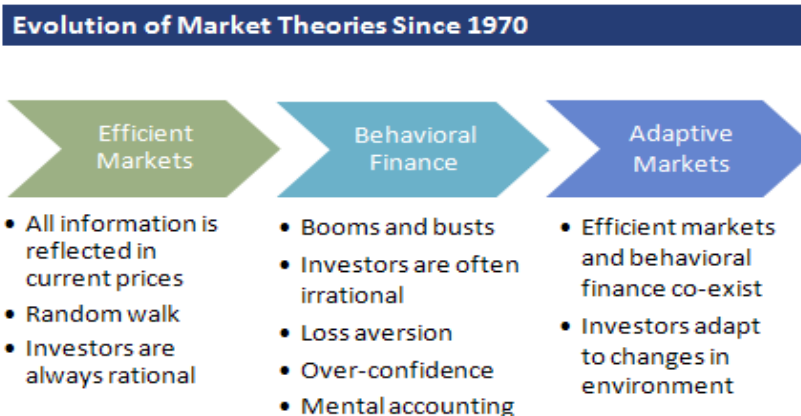 Evolution of Market Theories Since 1970
Efficient
Markets
• All information is
reflected in
current prices
• Random walk
• Investors are
always rational
Behavioral
Finance
• Booms and busts
• Investors are often
irrational
• Loss aversion
• Over-confidence
• Mental accounting
Adaptive
Markets
• Efficient markets
and behavioral
finance co-exist
• Investors adapt
to changes in
environment